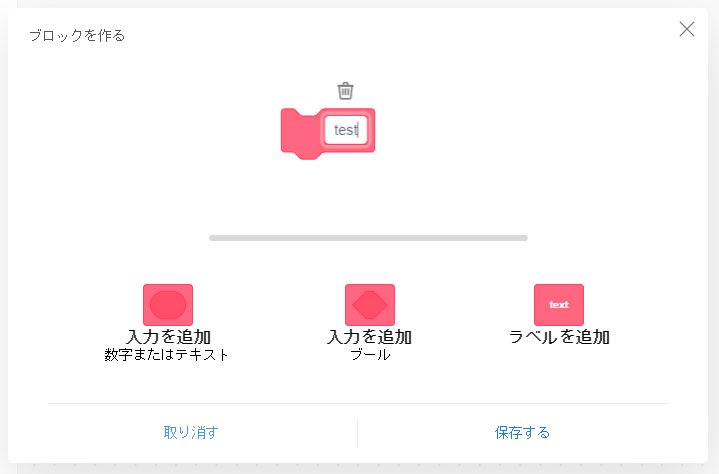 ブロックを作る
test
text
入力を追加
数字またはテキスト
入力を追加
ブール
ラベルを追加
取り消す
保存する